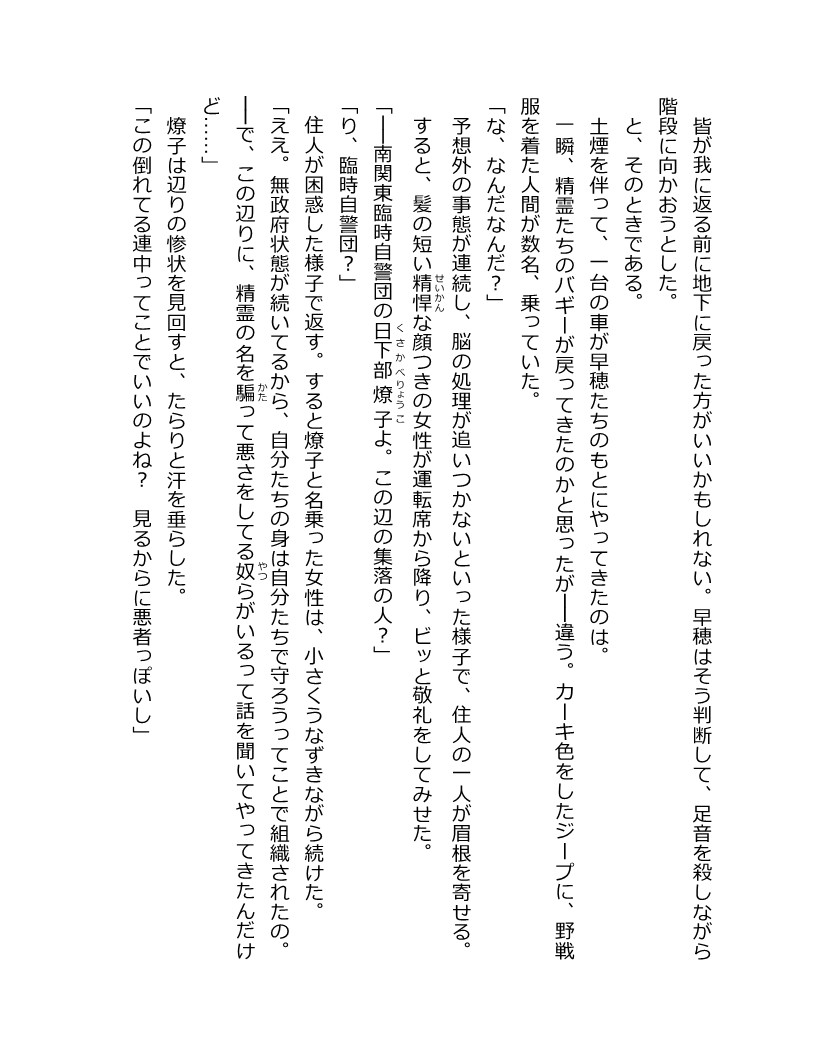 皆が我に返る前に地下に戻った方がいいかもしれない。早穂はそう判断して、足音を殺しながら
階段に向かおうとした。
と、そのときである。
土煙を伴って、一台の車が早穂たちのもとにやってきたのは。
一瞬、精霊たちのバギーが戻ってきたのかと思ったが――違う。カーキ色をしたジープに、野戦
服を着た人間が数名、乗っていた。
「な、なんだなんだ？」
予想外の事態が連続し、脳の処理が追いつかないといった様子で、住人の一人が眉根を寄せる。
すると、髪の短い精悍な顔つきの女性が運転席から降り、ビッと敬礼をしてみせた。
「――南関東臨時自警団の日下部燎子よ。この辺の集落の人？」
「り、臨時自警団？」
住人が困惑した様子で返す。すると燎子と名乗った女性は、小さくうなずきながら続けた。
「ええ。無政府状態が続いてるから、自分たちの身は自分たちで守ろうってことで組織されたの。
――で、この辺りに、精霊の名を騙って悪さをしてる奴らがいるって話を聞いてやってきたんだけ
ど……」
燎子は辺りの惨状を見回すと、たらりと汗を垂らした。
「この倒れてる連中ってことでいいのよね？　見るからに悪者っぽいし」